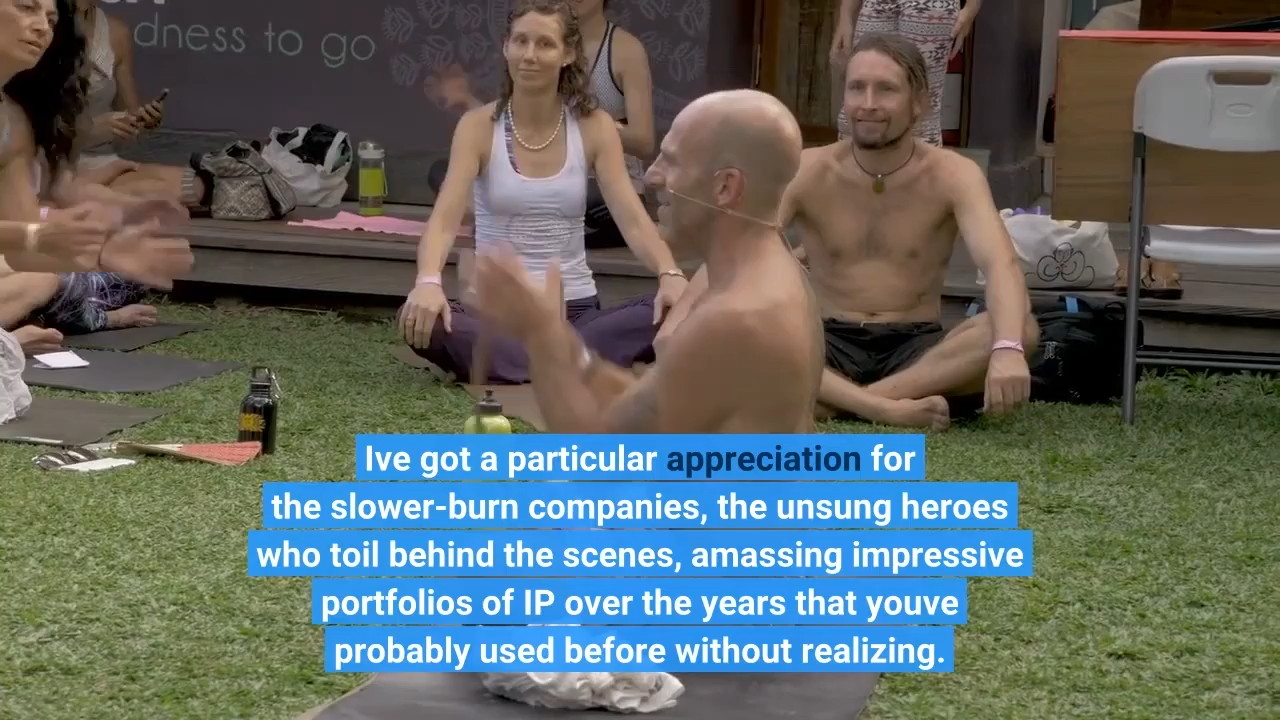 dness to go
Ive got a particular appreciation for
the slower-burn companies, the unsung heroes
who toil behind the scenes, amassing impressive
portfolios of IP over the years that youve
probably used before without realizing.